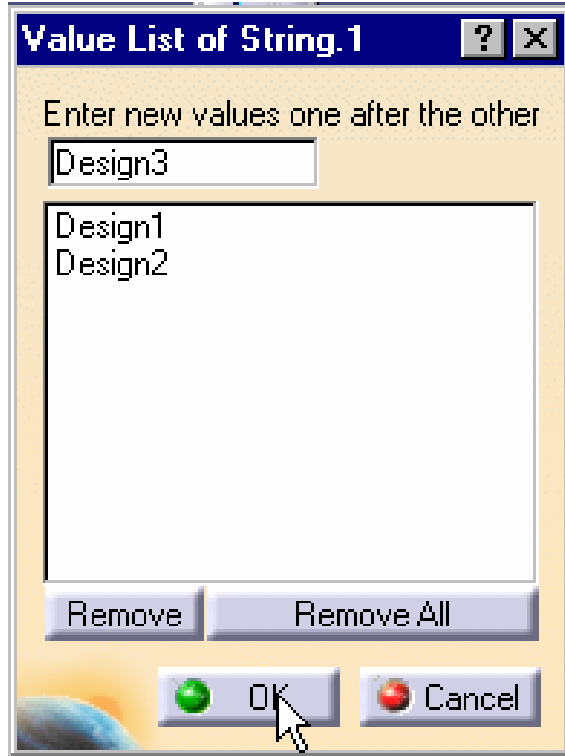 Value List of String.1 ? X
Enter new values one after the other
Design3
Design1
Design2
Remove Remove All
OK Cancel